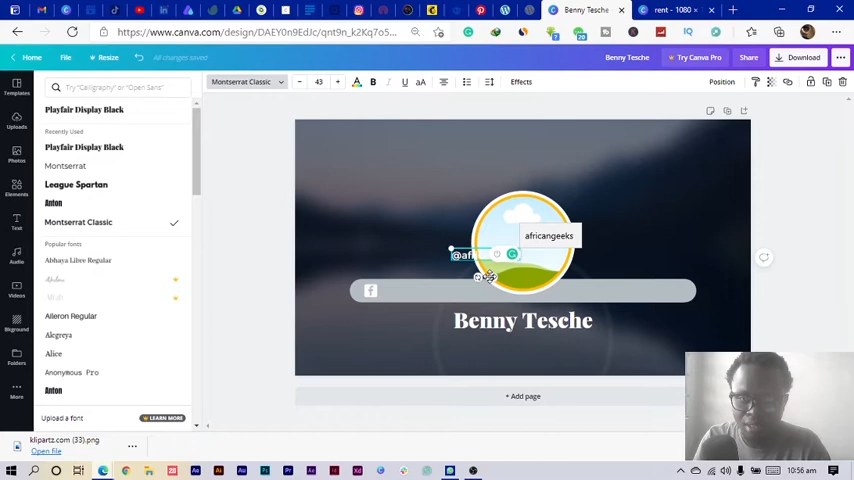 Benny Tesche
rent - 1080 ×
https://www.canva.com/design/DAEY0n9EdJc/qnt9n_k2Kq7o5...
Home
File
Resize
All changes saved
Benny Tesche
Try Canva Pro
Share
Download
Templates
Uploads
Photos
Elements
Text
Audio
Videos
Bkground
Folders
More
Try "Calligraphy" or "Open Sans"
Montserrat Classic
43
B
I
U
aA
Effects
Position
Playfair Display Black
Recently Used
Playfair Display Black
Montserrat
League Spartan
Anton
Montserrat Classic
Popular fonts
Abhaya Libre Regular
Aileron Regular
Alegreya
Alice
Anonymous Pro
Anton
Upload a font
LEARN MORE
africangeeks
@afri
Benny Tesche
+ Add page
klipartz.com (33).png
Open file
10:56 am